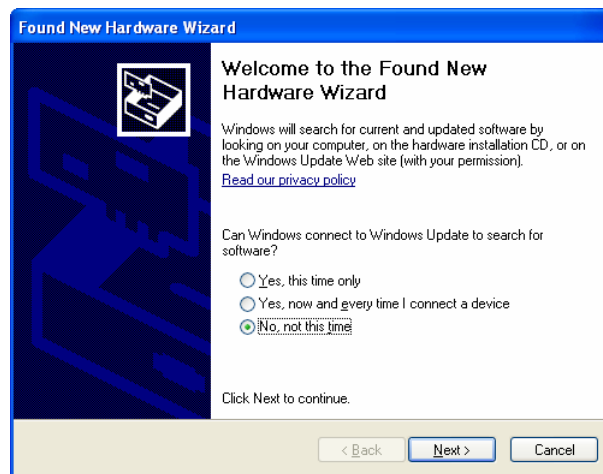 Found New Hardware Wizard
Welcome to the Found New
Hardware Wizard
Windows will search for current and updated software by
looking on your computer, on the hardware installation CD, or on
the Windows Update Web site (with your permission).
Read our privacy policy
Can Windows connect to Windows Update to search for
software?
Yes, this time only
Yes, now and every time I connect a device
No, not this time
Click Next to continue.
< Back
Next >
Cancel